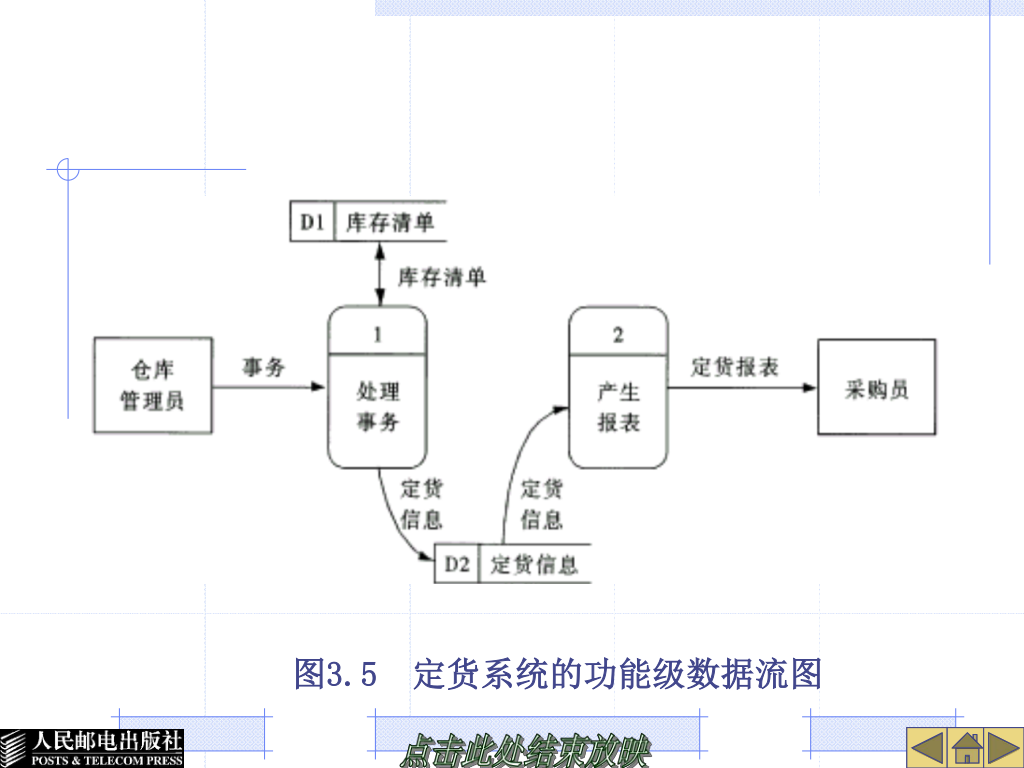 D1 库存清单
库存清单
1
2
仓库
管理员
事务
处理
事务
产生
报表
定货报表
采购员
定货
信息
定货
信息
D2 定货信息
图3.5 定货系统的功能级数据流图
人民邮电出版社
POSTS & TELECOM PRESS
点击此处结束放映